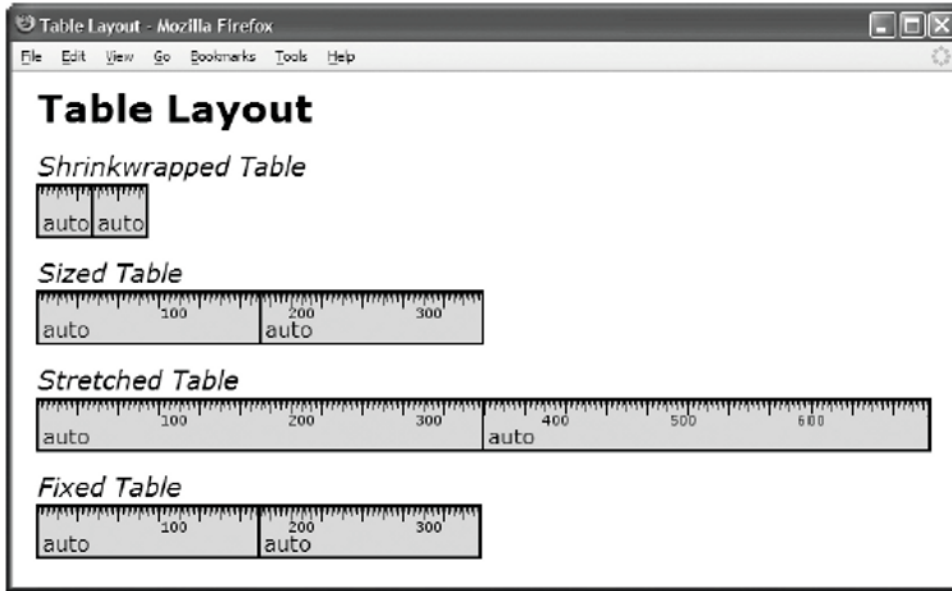 Table Layout - Mozilla Firefox
File Edit View Go Bookmarks Tools Help
Table Layout
Shrinkwrapped Table
auto auto
Sized Table
100 200 300
auto auto
Stretched Table
100 200 300 400 500 600
auto auto
Fixed Table
100 200 300
auto auto